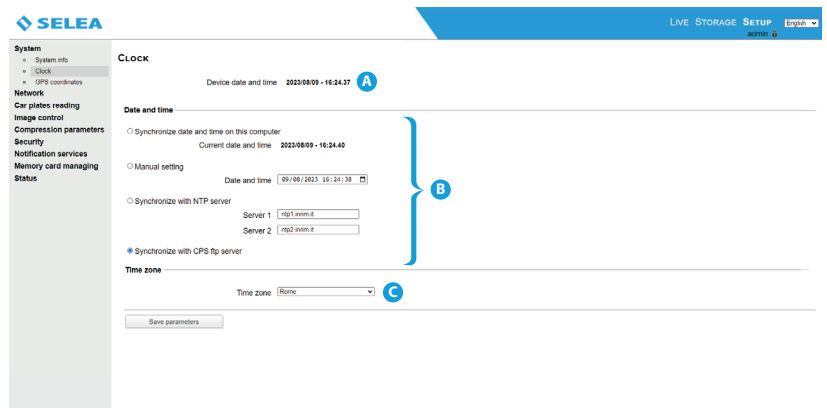 SELEA
LIVE STORAGE SETUP English
admin
System
System info
Clock
GPS coordinates
Network
Car plates reading
Image control
Compression parameters
Security
Notification services
Memory card managing
Status
CLOCK
Device date and time 2023/08/09 - 16:24.37 A
Date and time
Synchronize date and time on this computer
Current date and time 2023/08/09 - 16:24.40
Manual setting
Date and time 09/08/2023 16:24:38
B
Synchronize with NTP server
Server 1 ntp1.inrim.it
Server 2 ntp2.inrim.it
Synchronize with CPS ftp server
Time zone
Time zone Rome C
Save parameters